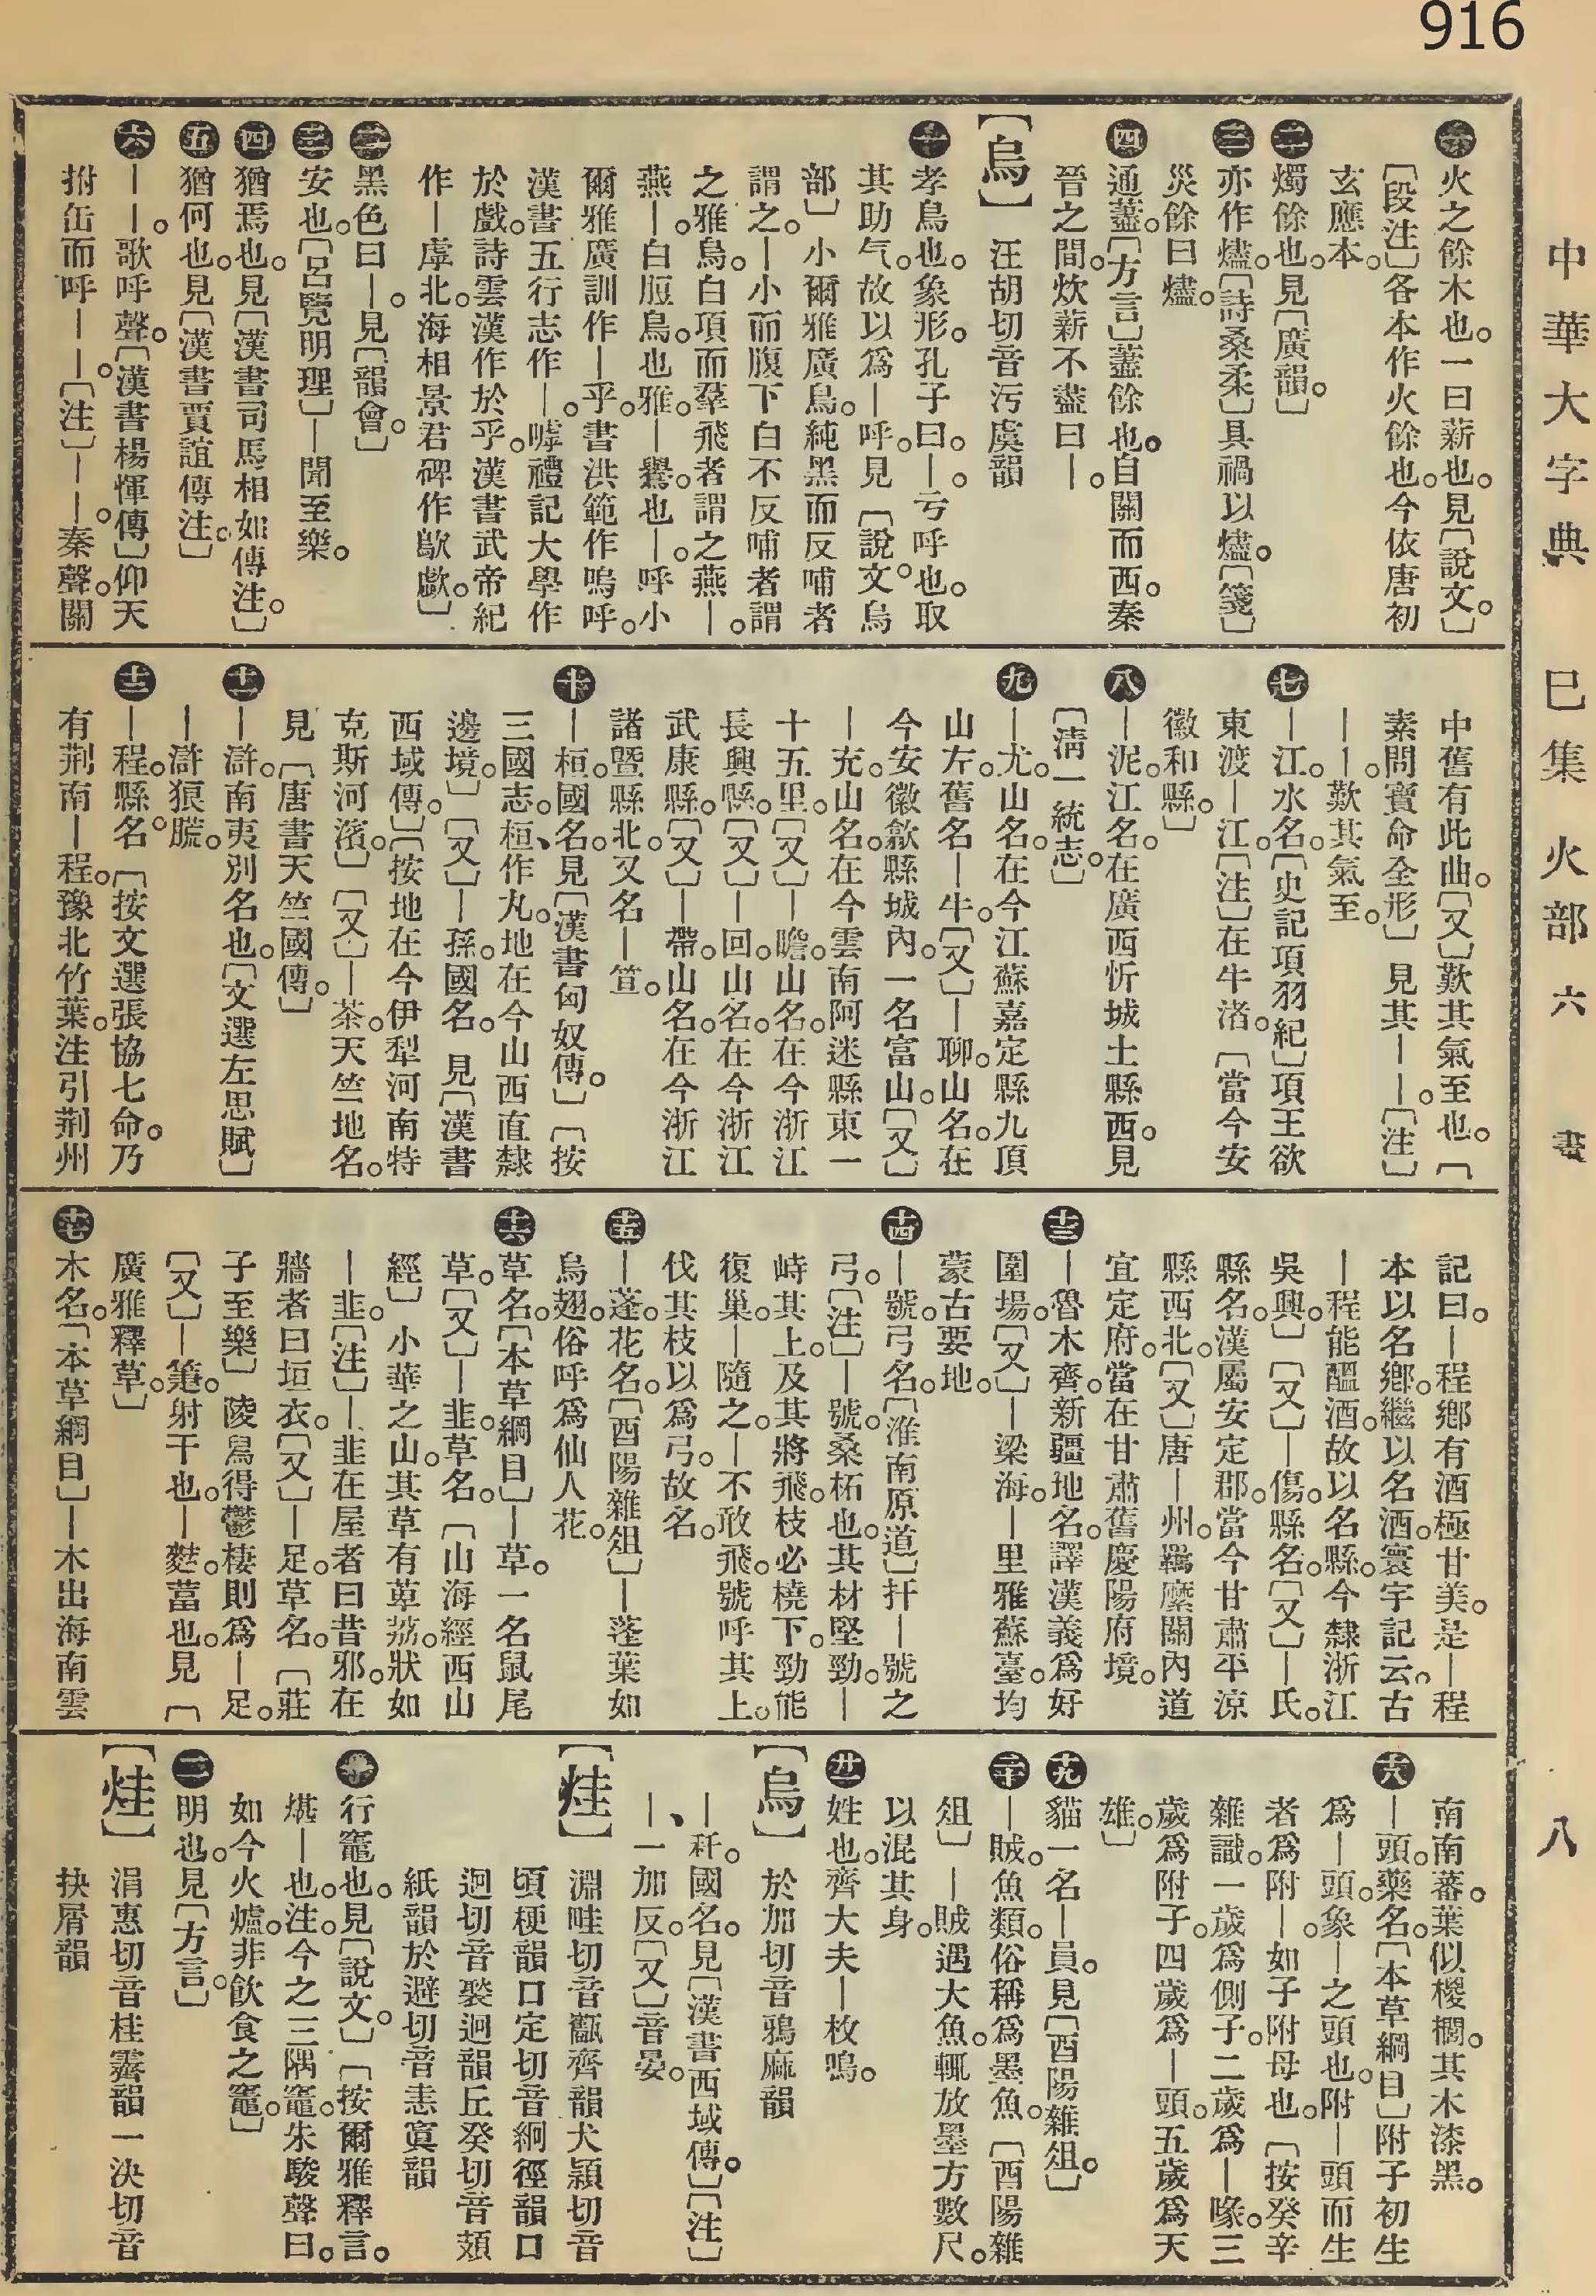 916
中華大字典 巳集 火部 六畫 八
㊀火之餘木也。一曰薪也。見〔說文。〕
〔段注〕各本作火餘也。今依唐初
玄應本。
㊁燭餘也。見〔廣韻。〕
㊂亦作燼。〔詩桑柔〕具禍以燼。〔箋〕
災餘曰燼。
㊃通藎。〔方言〕藎餘也。自關而西。秦
晉之間。炊薪不盡曰—。
【烏】汪胡切音污虞韻
㊀孝鳥也。象形。孔子曰。—亏呼也。取
其助气。故以爲—呼。見〔說文。烏
部〕小爾雅廣鳥。純黑而反哺者
謂之。—小而腹下白不反哺者謂
之雅烏。白項而羣飛者謂之燕—。
燕—。白脰鳥也。雅—。鸒也。—呼。小
爾雅廣訓作—乎。書洪範作嗚呼。
漢書五行志作—。嘑禮記大學作
於戲。詩雲漢作於乎。漢書武帝紀
作—虖。北海相景君碑作歍歑。〕
㊁黑色曰—。見〔韻會。〕
㊂安也。〔呂覽明理〕—聞至樂。
㊃猶焉也。見〔漢書司馬相如傳注。〕
㊄猶何也。見〔漢書賈誼傳注。〕
㊅——。歌呼聲。〔漢書楊惲傳〕仰天
拊缶而呼——。〔注〕——。秦聲。關
中舊有此曲。〔又〕歎其氣至也。〔
素問寶命全形〕見其——。〔注〕
——。歎其氣至。
㊆—江。水名。〔史記項羽紀〕項王欲
東渡—江。〔注〕在牛渚。〔當今安
徽和縣。〕
㊇—泥。江名。在廣西忻城土縣西。見
〔淸一統志。〕
㊈—尤。山名。在今江蘇嘉定縣九頂
山左。舊名—牛。〔又〕—聊。山名。在
今安徽歙縣城內。一名富山。〔又〕
—充。山名。在今雲南阿迷縣東一
十五里。〔又〕—瞻。山名。在今浙江
長興縣。〔又〕—回。山名。在今浙江
武康縣。〔又〕—帶。山名。在今浙江
諸暨縣北。又名—笪。
㊉—桓。國名。見〔漢書匈奴傳。〕〔按
三國志。桓、作丸。地在今山西直隸
邊境。〕〔又〕—孫。國名。見〔漢書
西域傳。〕〔按地在今伊犁河南特
克斯河濱。〕〔又〕—茶。天竺地名。
見〔唐書天竺國傳。〕
⑪—滸。南夷別名也。〔文選左思賦〕
—滸狼䑋。
⑫—程。縣名。〔按文選張協七命。乃
有荆南—程。豫北竹葉。注引荆州
記曰。—程鄉有酒極甘美。是—程
本以名鄉。繼以名酒。寰宇記云。古
—程能醞酒。故以名縣。今隸浙江
吳興。〕〔又〕—傷。縣名。〔又〕—氏。
縣名。漢屬安定郡。當今甘肅平涼
縣西北。〔又〕唐—州。羈縻關內道
宜定府。當在甘肅舊慶陽府境。
⑬—魯木齊。新疆地名。譯漢義爲好
圍場。〔又〕—梁海。—里雅蘇臺。均
蒙古要地。
⑭—號。弓名。〔淮南原道〕扞—號之
弓。〔注〕—號。桑柘也。其材堅勁。—
峙其上。及其將飛。枝必橈下。勁能
復巢。—隨之。—不敢飛。號呼其上。
伐其枝以爲弓。故名。
⑮—蓬。花名。〔酉陽雜俎〕—蓬葉如
烏翅。俗呼爲仙人花。
⑯草名。〔本草綱目〕—草。一名鼠尾
草。〔又〕—韭。草名。〔山海經西山
經〕小華之山。其草有萆荔。狀如
—韭。〔注〕—韭在屋者曰昔邪。在
牆者曰垣衣。〔又〕—足。草名。〔莊
子至樂〕陵舄得鬱棲則爲—足。
〔又〕—箑。射干也。—蓲。藡也。見〔
廣雅釋草。〕
⑰木名。〔本草綱目〕—木出海南雲
南南蕃。葉似椶櫚。其木漆黑。
⑱—頭。藥名。〔本草綱目〕附子初生
爲—頭。象—之頭也。附—頭而生
者爲附—。如子附母也。〔按癸辛
雜識。一歲爲側子。二歲爲—喙。三
歲爲附子。四歲爲—頭。五歲爲天
雄。〕
⑲貓一名—員。見〔酉陽雜俎。〕
⑳—賊。魚類。俗稱爲墨魚。〔酉陽雜
俎〕—賊遇大魚。輒放墨方數尺。
以混其身。
㉑姓也。齊大夫—枚鳴。
【烏】於加切音鴉麻韻
—秅。國名。見〔漢書西域傳。〕〔注〕
—、一加反。〔又〕音晏。
【烓】淵畦切音𤮊齊韻犬潁切音
頃梗韻口定切音絅徑韻口
迥切音褧迥韻丘癸切音頍
紙韻於避切音恚寘韻
㊀行竈也。見〔說文。〕〔按爾雅釋言。
煁—也。注。今之三隅竈。朱駿聲曰。
如今火爐。非飮食之竈。〕
㊁明也。見〔方言。〕
【烓】涓惠切音桂霽韻一決切音
抉屑韻